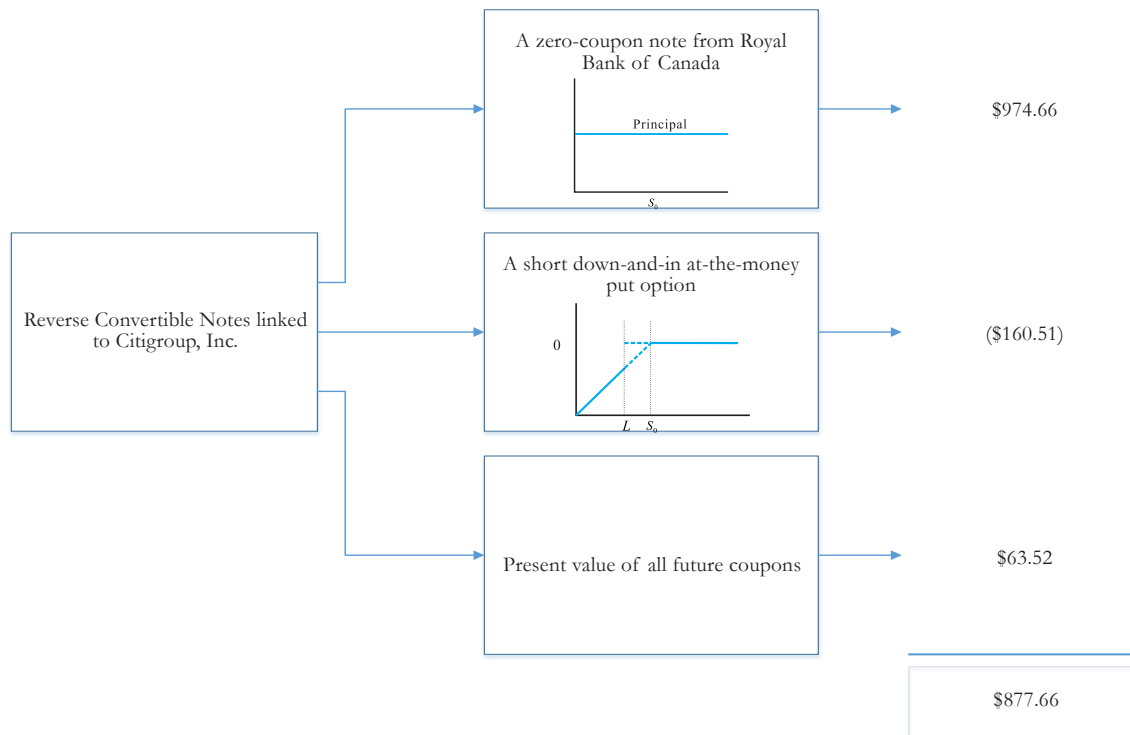 A zero-coupon note from Royal
Bank of Canada
Principal
S₀
$974.66
Reverse Convertible Notes linked
to Citigroup, Inc.
A short down-and-in at-the-money
put option
0
L S₀
($160.51)
Present value of all future coupons
$63.52
$877.66